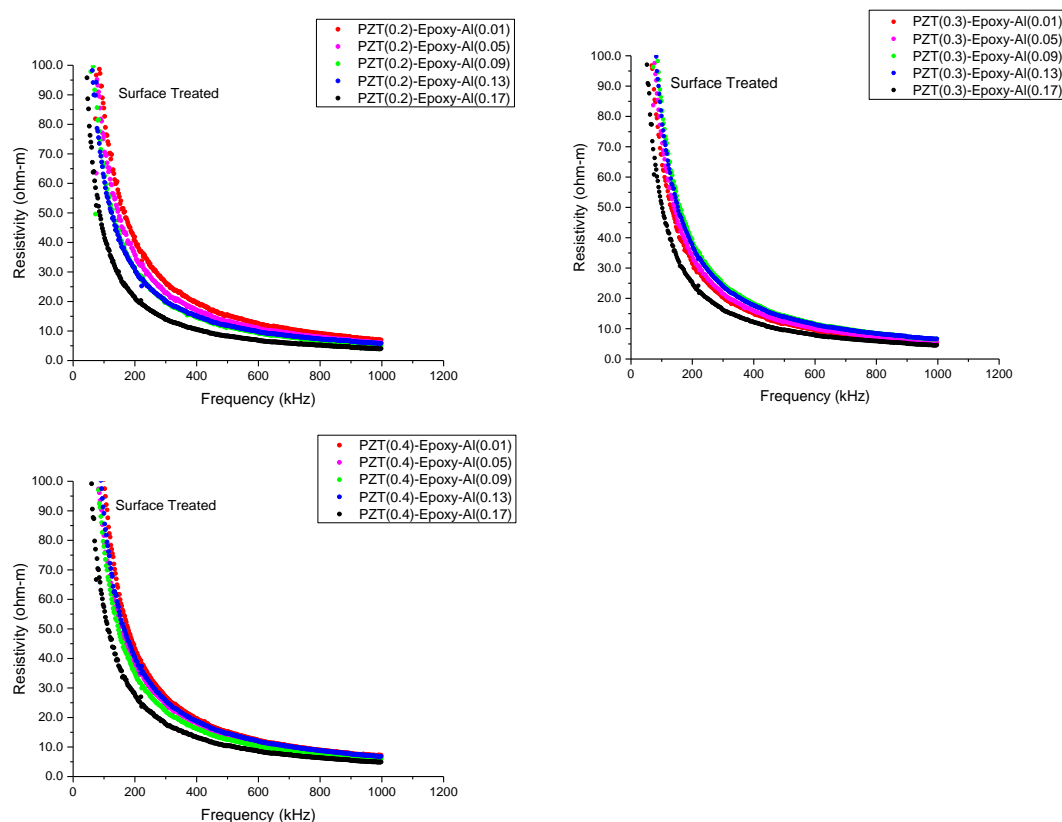 PZT(0.2)-Epoxy-Al(0.01)
PZT(0.2)-Epoxy-Al(0.05)
PZT(0.2)-Epoxy-Al(0.09)
PZT(0.2)-Epoxy-Al(0.13)
PZT(0.2)-Epoxy-Al(0.17)
Surface Treated
100.0
90.0
80.0
70.0
60.0
50.0
40.0
30.0
20.0
10.0
0.0
Resistivity (ohm-m)
0 200 400 600 800 1000 1200
Frequency (kHz)
PZT(0.3)-Epoxy-Al(0.01)
PZT(0.3)-Epoxy-Al(0.05)
PZT(0.3)-Epoxy-Al(0.09)
PZT(0.3)-Epoxy-Al(0.13)
PZT(0.3)-Epoxy-Al(0.17)
Surface Treated
100.0
90.0
80.0
70.0
60.0
50.0
40.0
30.0
20.0
10.0
0.0
Resistivity (ohm-m)
0 200 400 600 800 1000 1200
Frequency (kHz)
PZT(0.4)-Epoxy-Al(0.01)
PZT(0.4)-Epoxy-Al(0.05)
PZT(0.4)-Epoxy-Al(0.09)
PZT(0.4)-Epoxy-Al(0.13)
PZT(0.4)-Epoxy-Al(0.17)
Surface Treated
100.0
90.0
80.0
70.0
60.0
50.0
40.0
30.0
20.0
10.0
0.0
Resistivity (ohm-m)
0 200 400 600 800 1000 1200
Frequency (kHz)